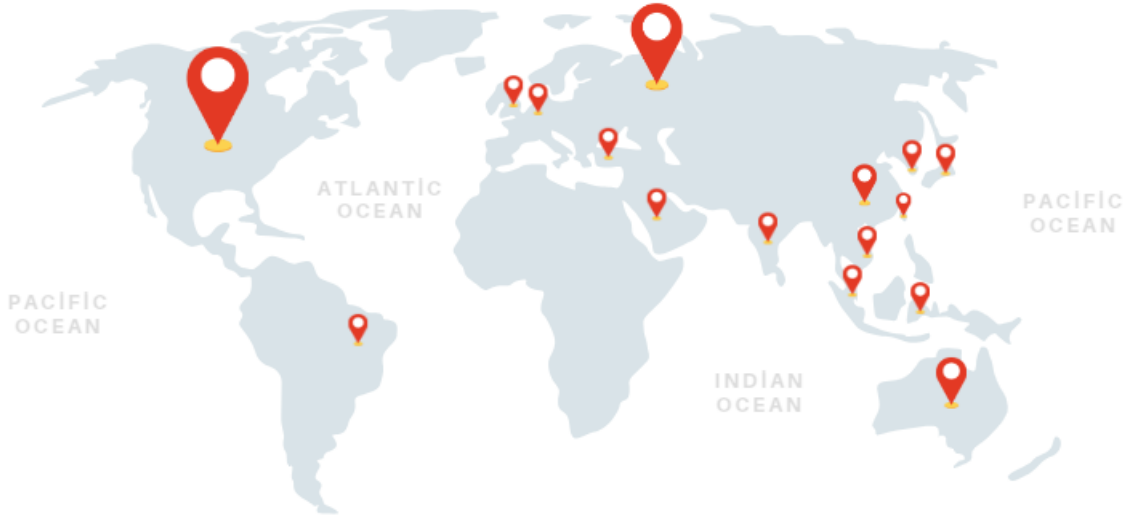 ATLANTİC
OCEAN
PACİFİC
OCEAN
PACİFİC
OCEAN
INDİAN
OCEAN